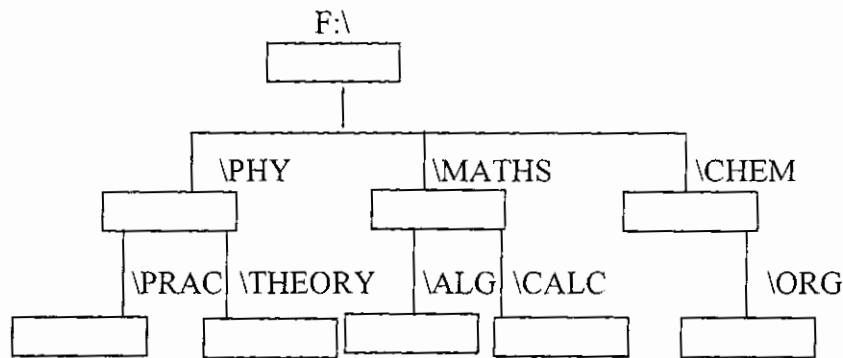 F:\
\PHY \MATHS \CHEM
\PRAC \THEORY \ALG \CALC \ORG